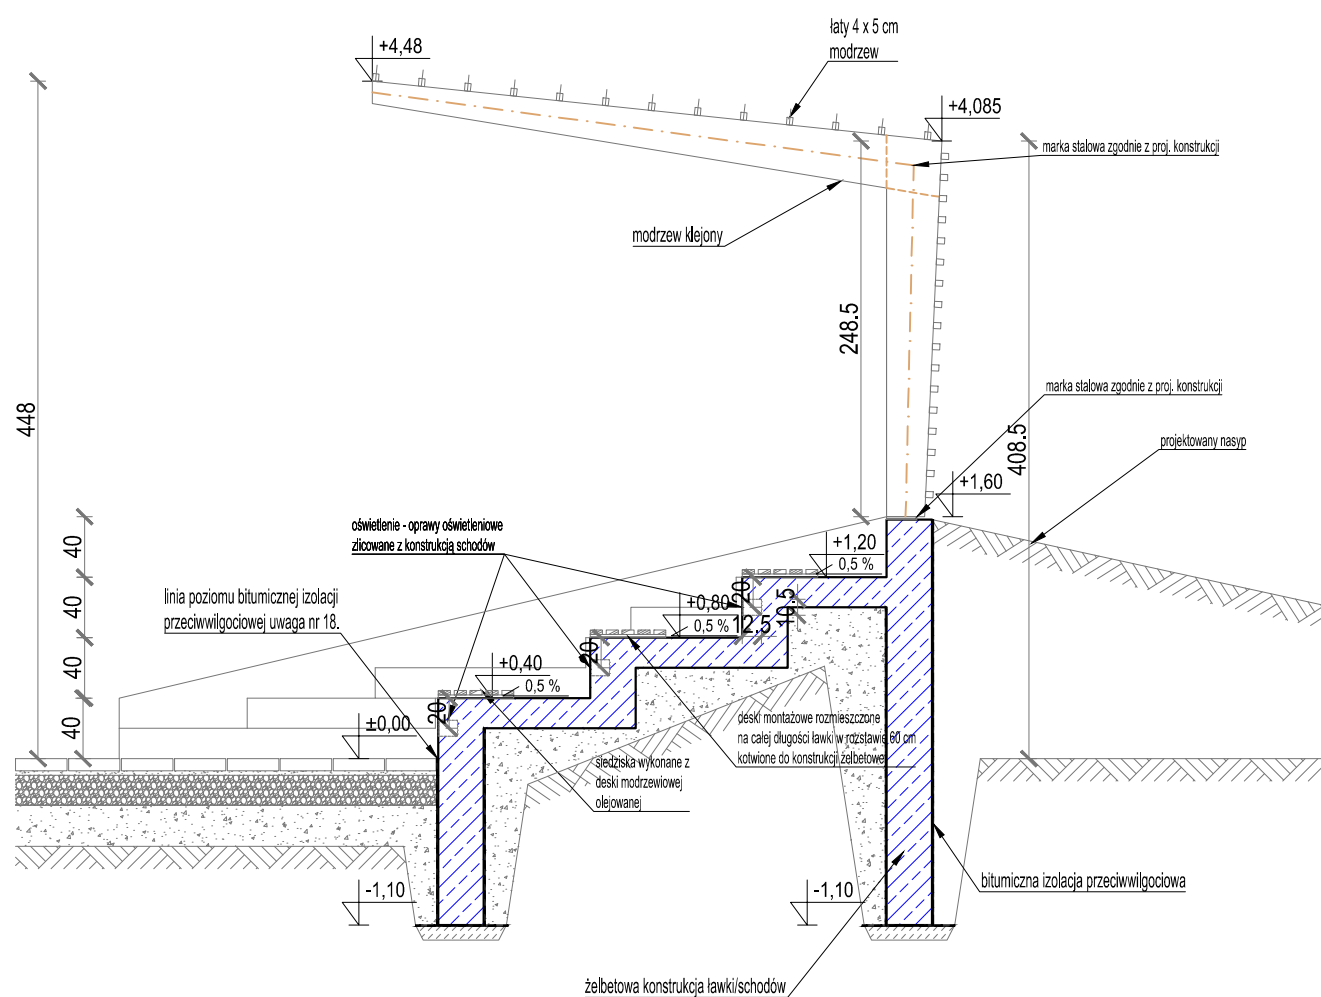 łaty 4 x 5 cm
modrzew
+4,48
+4,085
marka stalowa zgodnie z proj. konstrukcji
modrzew klejony
248.5
448
marka stalowa zgodnie z proj. konstrukcji
408.5
projektowany nasyp
+1,60
oświetlenie - oprawy oświetleniowe
zlicowane z konstrukcją schodów
40
+1,20
0,5 %
linia poziomu bitumicznej izolacji
przeciwwilgociowej uwaga nr 18.
40
20
10.5
+0,80
0,5 %
12,5
40
20
+0,40
0,5 %
40
20
±0,00
deski montażowe rozmieszczone
na całej długości ławki w rozstawie 60 cm
kotwione do konstrukcji żelbetowej
siedziska wykonane z
deski modrzewiowej
olejowanej
-1,10
-1,10
bitumiczna izolacja przeciwwilgociowa
żelbetowa konstrukcja ławki/schodów